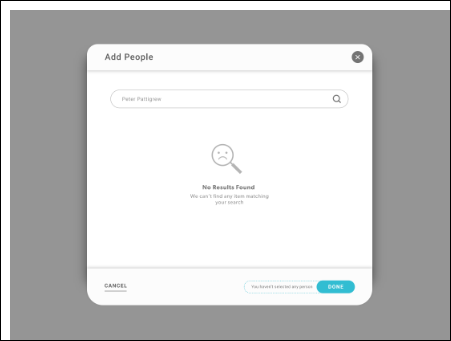 Add People
Peter Pattigrew
No Results Found
We can't find any item matching
your search
CANCEL
You haven't selected any person
DONE